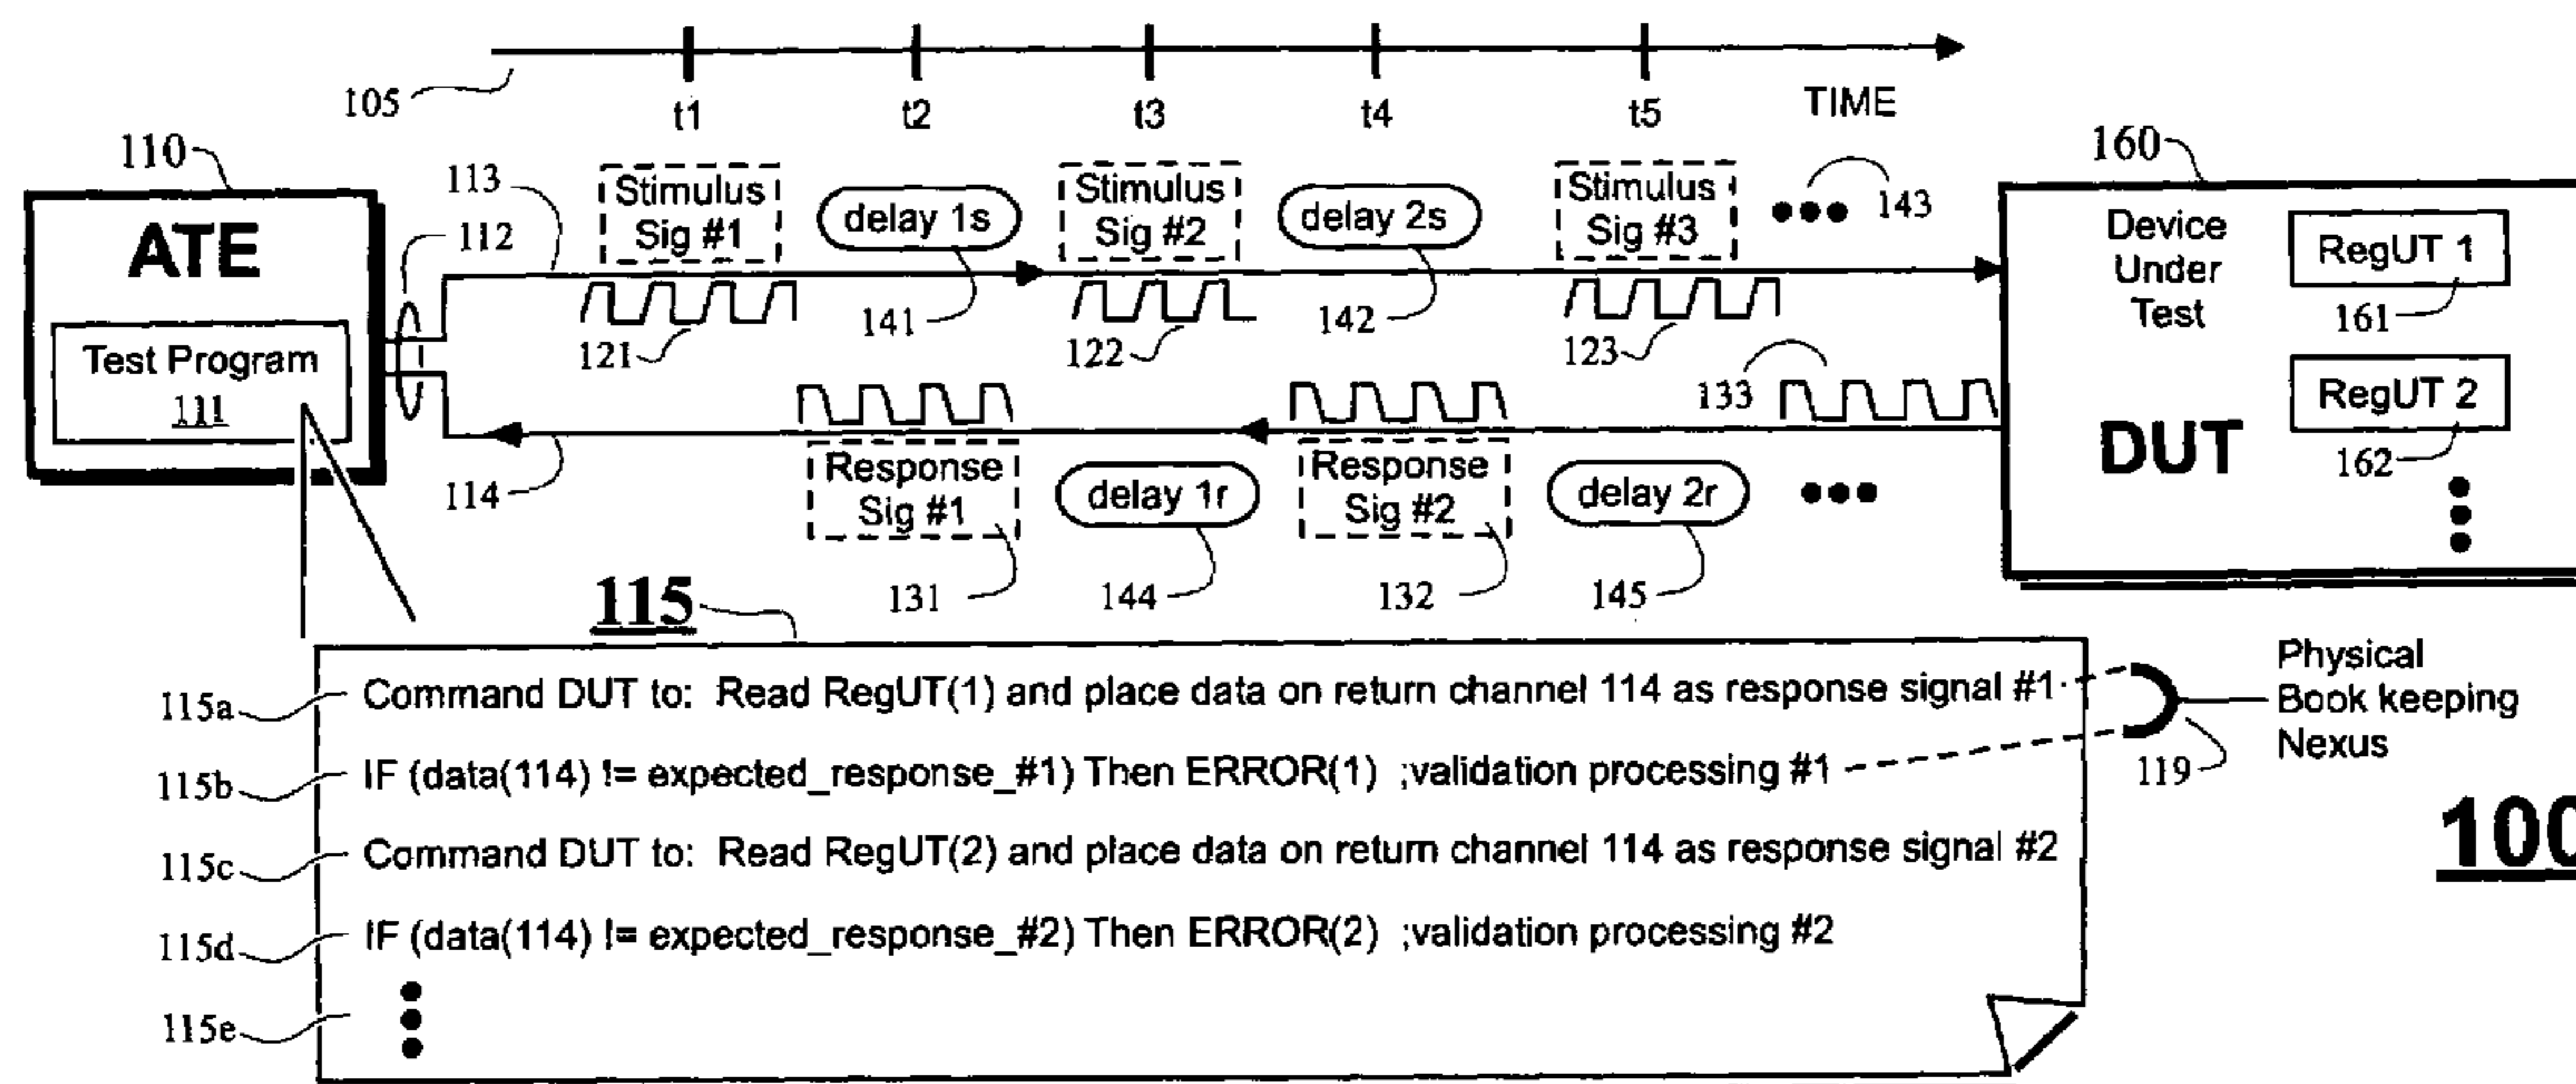 105
t1
t2
t3
t4
t5
TIME
110
ATE
Test Program
111
112
113
Stimulus
Sig #1
delay 1s
Stimulus
Sig #2
delay 2s
Stimulus
Sig #3
143
121
141
122
142
123
133
114
Response
Sig #1
delay 1r
Response
Sig #2
delay 2r
131
144
132
145
160
Device
Under
Test
DUT
RegUT 1
161
RegUT 2
162
115
115a
Command DUT to: Read RegUT(1) and place data on return channel 114 as response signal #1
115b
IF (data(114) != expected_response_#1) Then ERROR(1) ;validation processing #1
115c
Command DUT to: Read RegUT(2) and place data on return channel 114 as response signal #2
115d
IF (data(114) != expected_response_#2) Then ERROR(2) ;validation processing #2
115e
119
Physical
Book keeping
Nexus
100